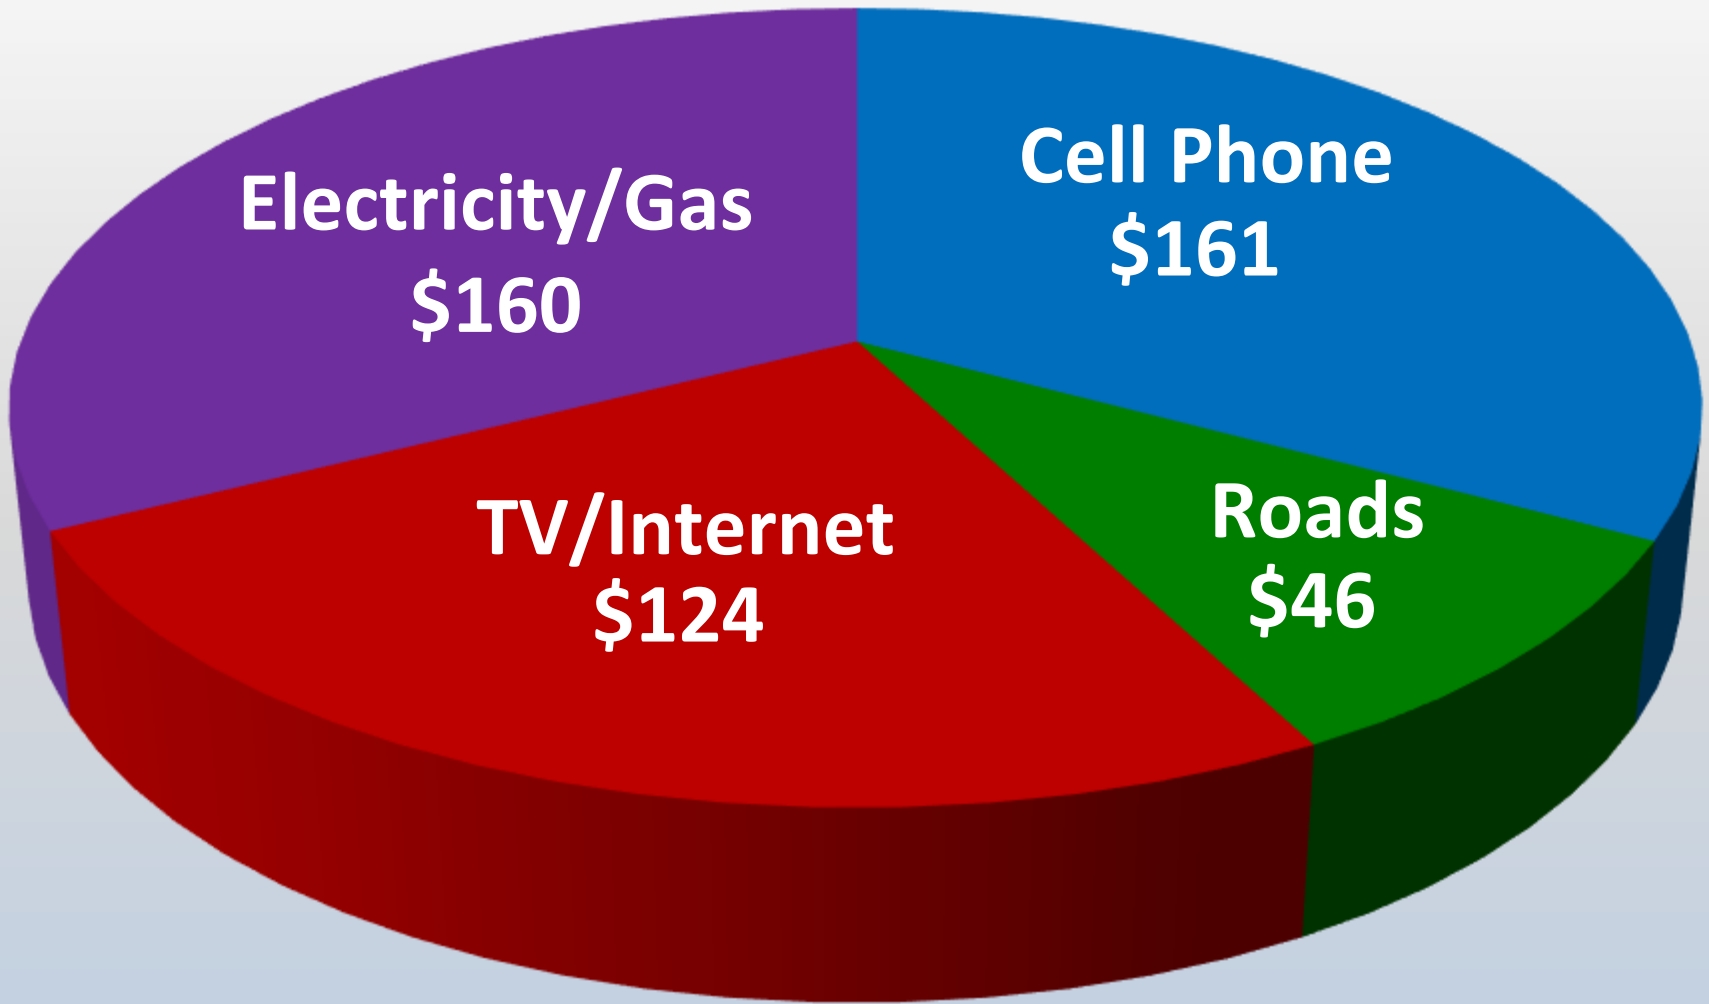 Electricity/Gas
$160
Cell Phone
$161
TV/Internet
$124
Roads
$46